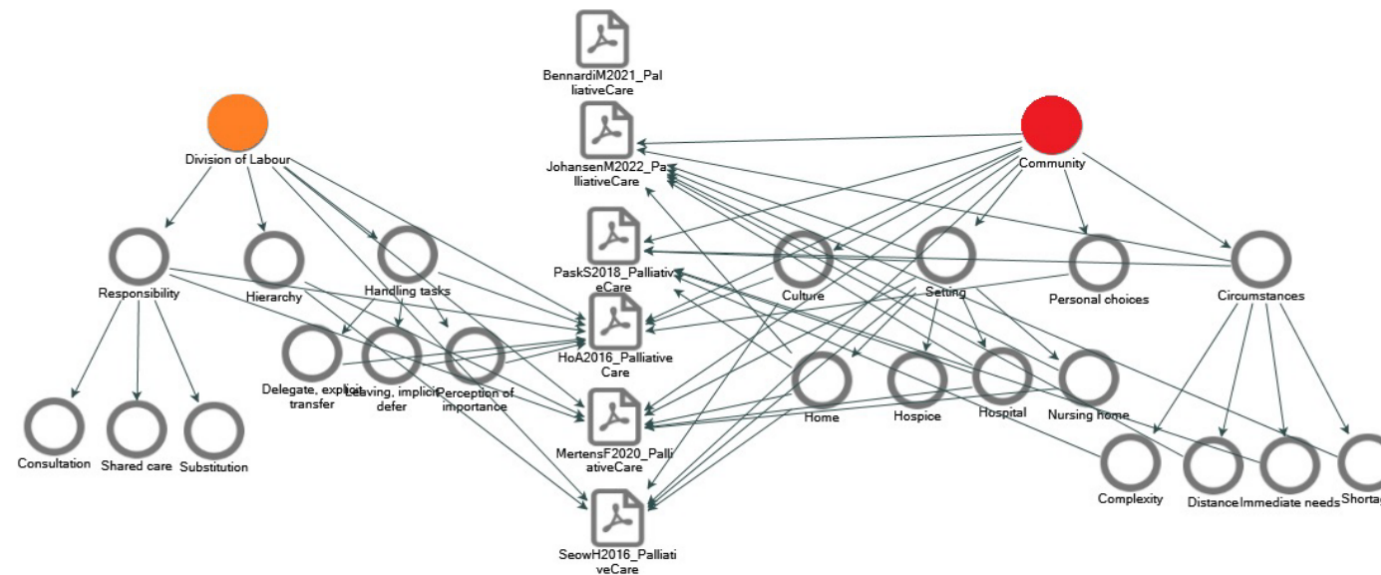 BennardiM2021_Pal
liativeCare
Division of Labour
JohansenM2022_Pa
lliativeCare
Community
Responsibility
Hierarchy
Handling tasks
PaskS2018_Palliativ
eCare
Culture
Setting
Personal choices
Circumstances
HoA2016_Palliative
Care
Delegate, explicit
transfer
Leaving, implicit
defer
Perception of
importance
Home
Hospice
Hospital
Nursing home
Consultation
Shared care
Substitution
MertensF2020_Palli
ativeCare
Complexity
Distance
Immediate needs
Shorta
SeowH2016_Palliati
veCare